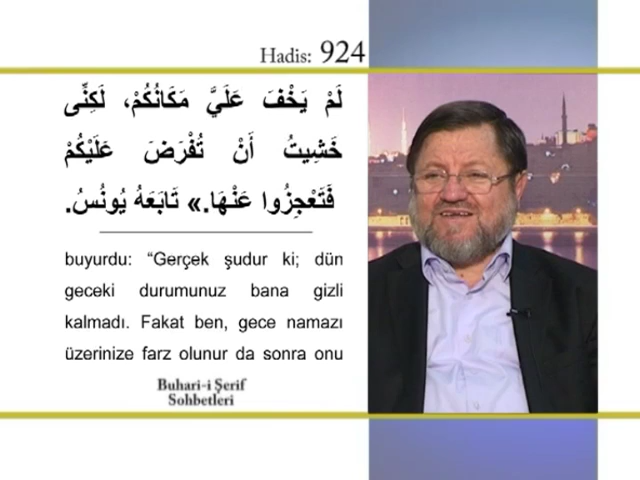 Hadis: 924
لَمْ يَخْفَ عَلَيَّ مَكَانُكُمْ، لَكِنِّى
خَشِيتُ أَنْ تُفْرَضَ عَلَيْكُمْ
فَتَعْجِزُوا عَنْهَا.» تَابَعَهُ يُونُسُ.
buyurdu: “Gerçek şudur ki; dün
geceki durumunuz bana gizli
kalmadı. Fakat ben, gece namazı
üzerinize farz olunur da sonra onu
Buhari-i Şerif
Sohbetleri